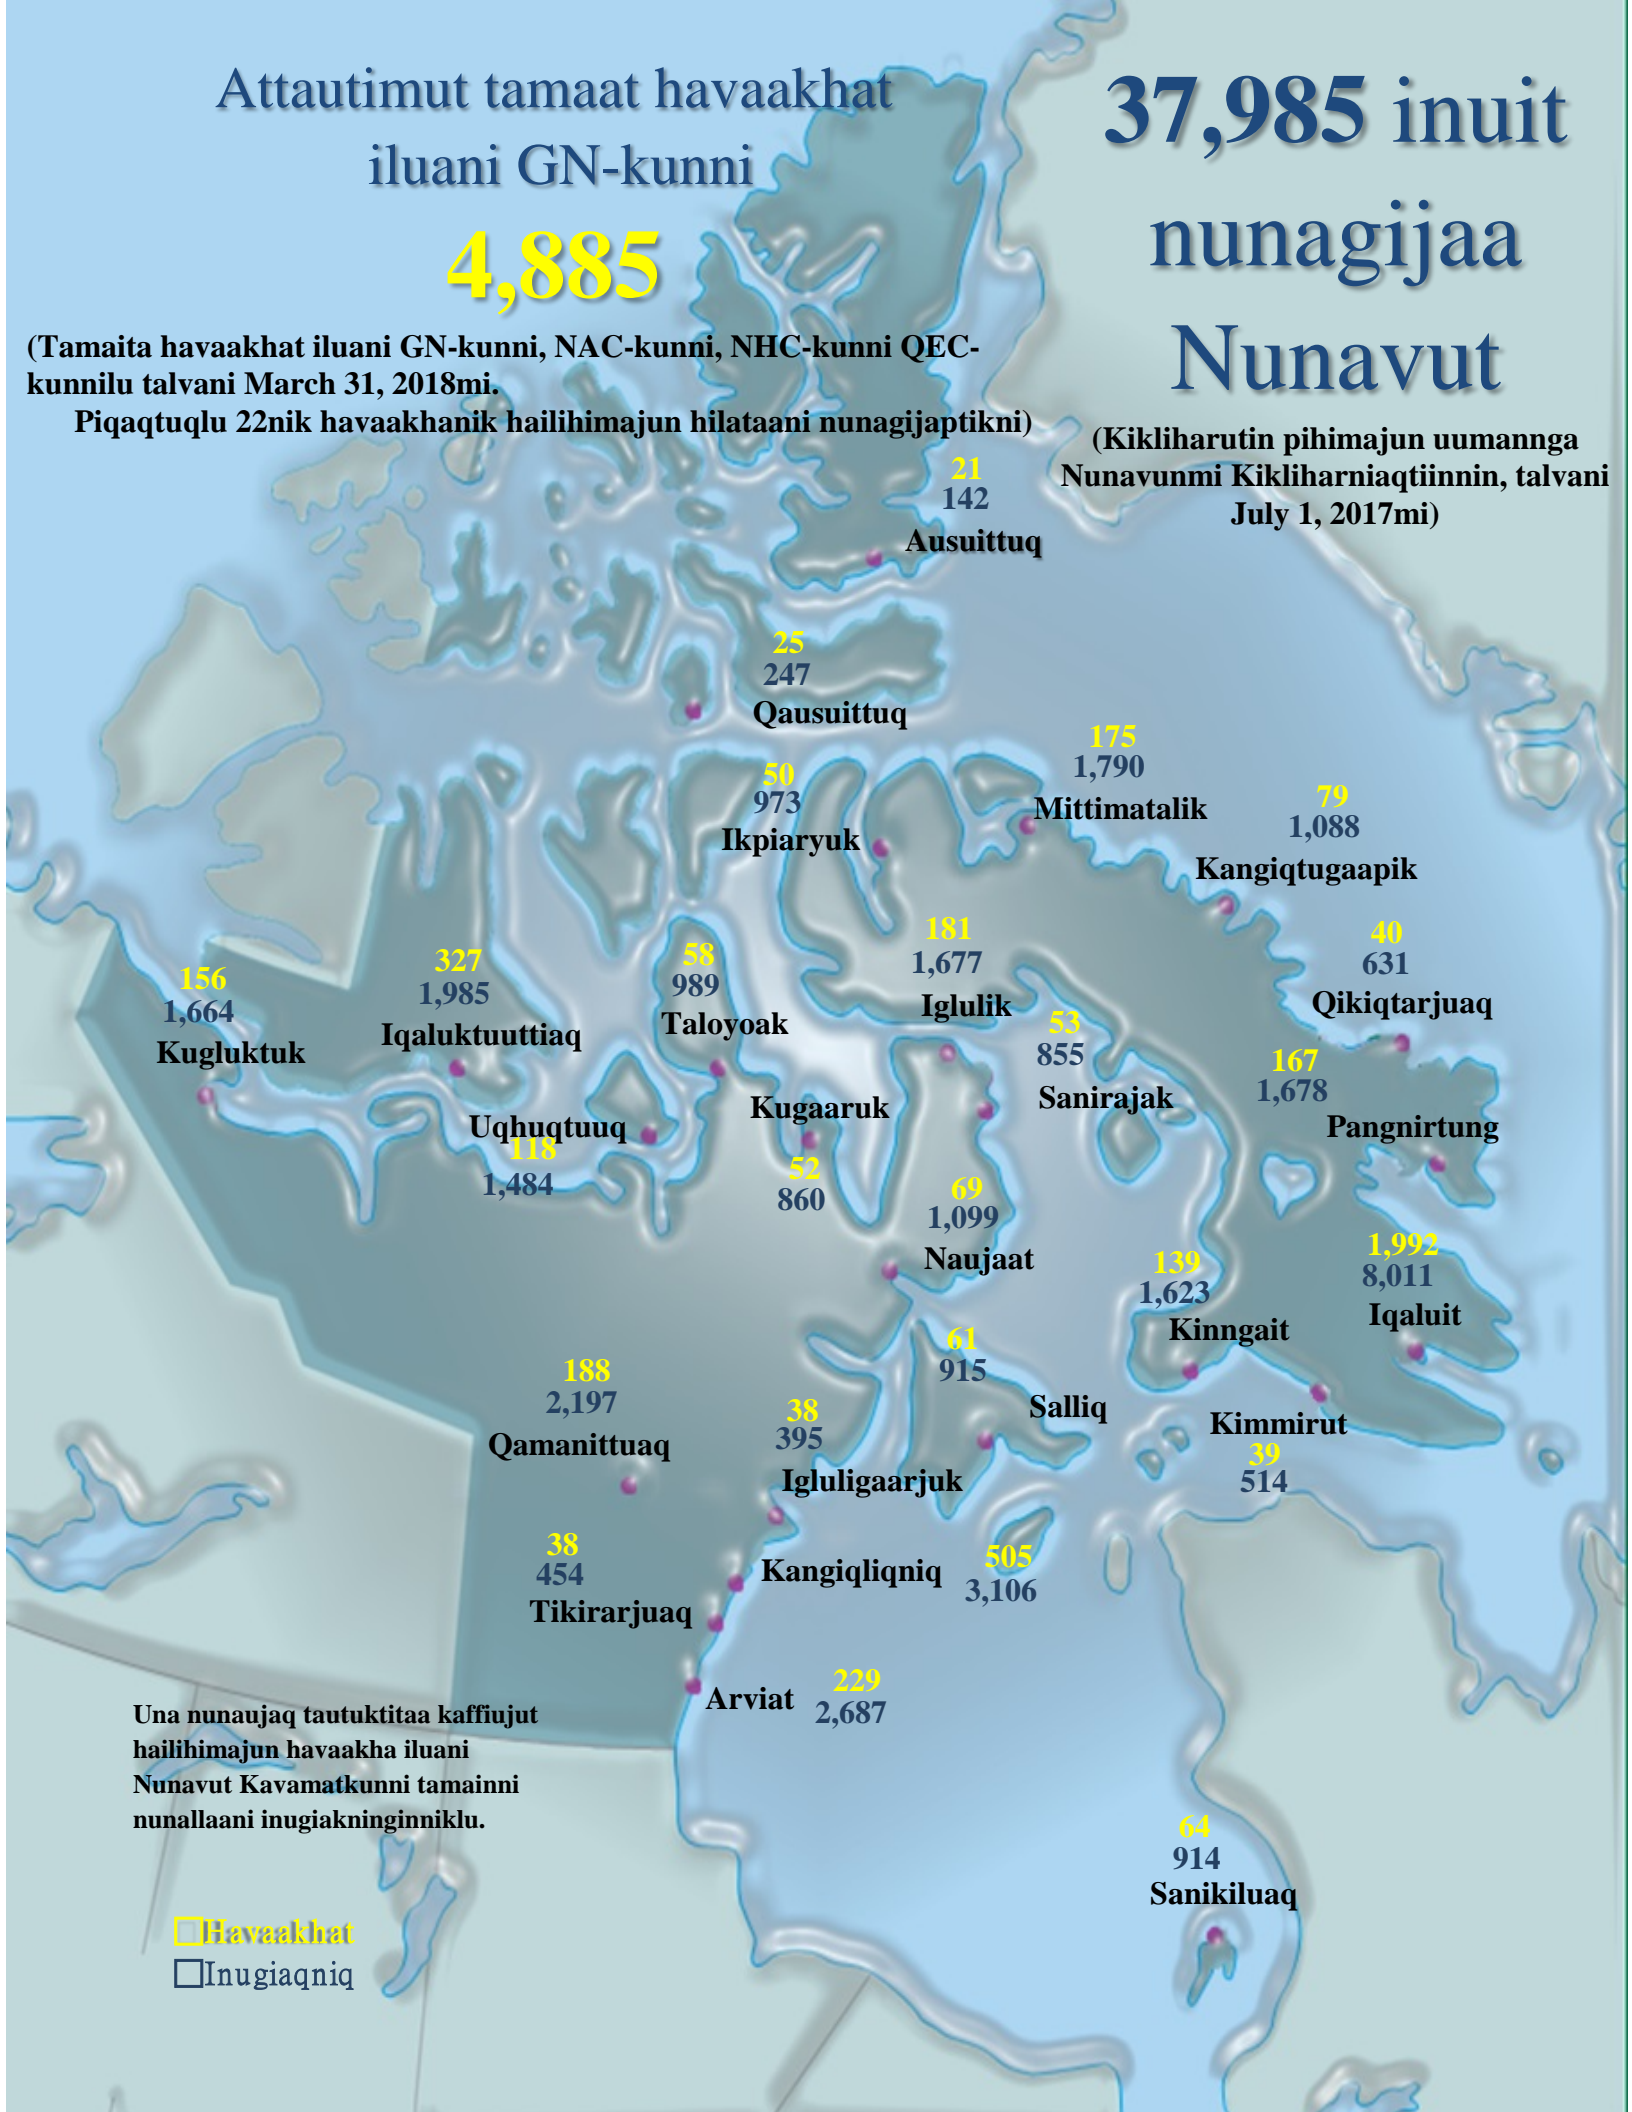 Attautimut tamaat havaakhat
iluani GN-kunni
4,885
(Tamaita havaakhat iluani GN-kunni, NAC-kunni, NHC-kunni QEC-
kunnilu talvani March 31, 2018mi.
Piqaqtuqlu 22nik havaakhanik hailihimajun hilataani nunagijaptikni)
37,985 inuit
nunagijaa
Nunavut
(Kikliharutin pihimajun uumannga
Nunavunmi Kikliharniaqtiinnin, talvani
July 1, 2017mi)
21
142
Ausuittuq
25
247
Qausuittuq
175
1,790
Mittimatalik
50
973
Ikpiaryuk
79
1,088
Kangiqtugaapik
181
1,677
Iglulik
40
631
Qikiqtarjuaq
156
1,664
Kugluktuk
327
1,985
Iqaluktuuttiaq
58
989
Taloyoak
53
855
Sanirajak
167
1,678
Pangnirtung
Uqhuqtuuq
118
1,484
Kugaaruk
52
860
69
1,099
Naujaat
139
1,623
Kinngait
1,992
8,011
Iqaluit
61
915
Salliq
188
2,197
Qamanittuaq
38
395
Igluligaarjuk
Kimmirut
39
514
38
454
Tikirarjuaq
Kangiqliqniq
505
3,106
Arviat
229
2,687
Una nunaujaq tautuktitaa kaffiujut
hailihimajun havaakha iluani
Nunavut Kavamatkunni tamainni
nunallaani inugiakninginniklu.
64
914
Sanikiluaq
Havaakhat
Inugiaqniq